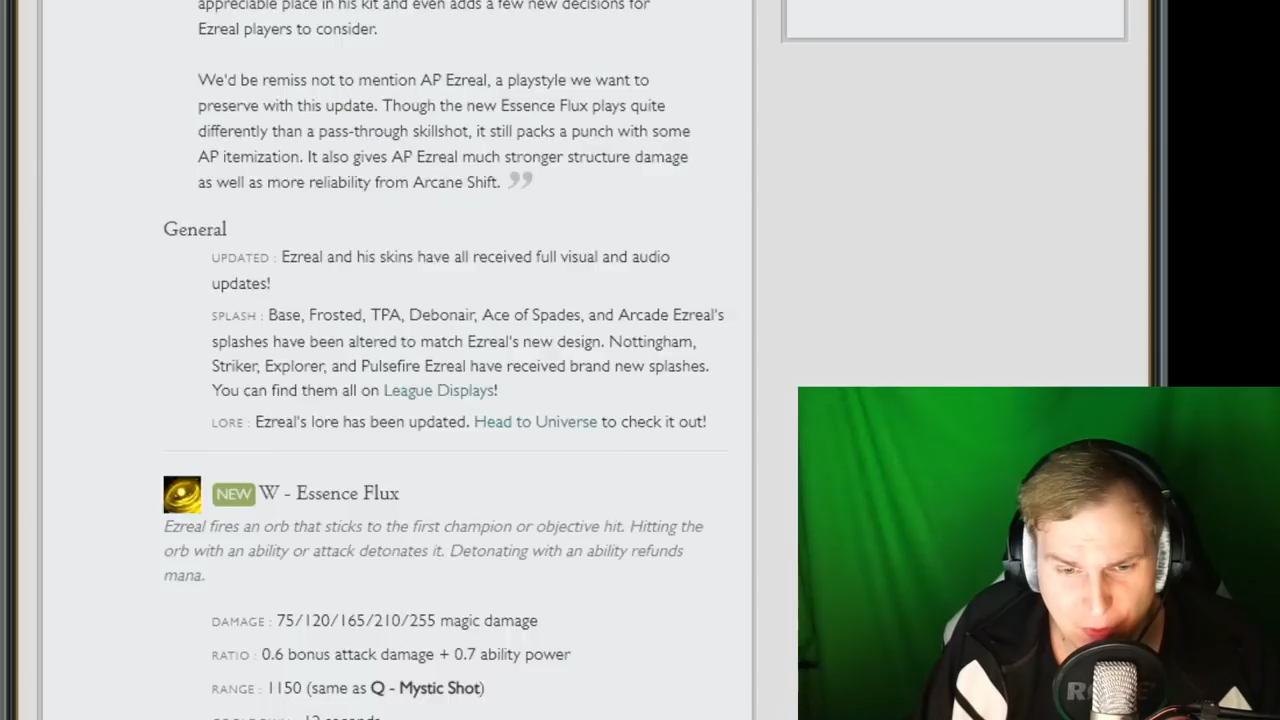 appreciable place in his kit and even adds a few new decisions for
Ezreal players to consider.
We'd be remiss not to mention AP Ezreal, a playstyle we want to
preserve with this update. Though the new Essence Flux plays quite
differently than a pass-through skillshot, it still packs a punch with some
AP itemization. It also gives AP Ezreal much stronger structure damage
as well as more reliability from Arcane Shift. ”
General
UPDATED : Ezreal and his skins have all received full visual and audio
updates!
SPLASH : Base, Frosted, TPA, Debonair, Ace of Spades, and Arcade Ezreal's
splashes have been altered to match Ezreal's new design. Nottingham,
Striker, Explorer, and Pulsefire Ezreal have received brand new splashes.
You can find them all on League Displays!
LORE : Ezreal's lore has been updated. Head to Universe to check it out!
NEW W - Essence Flux
Ezreal fires an orb that sticks to the first champion or objective hit. Hitting the
orb with an ability or attack detonates it. Detonating with an ability refunds
mana.
DAMAGE : 75/120/165/210/255 magic damage
RATIO : 0.6 bonus attack damage + 0.7 ability power
RANGE : 1150 (same as Q - Mystic Shot)
COOLDOWN : 12 seconds